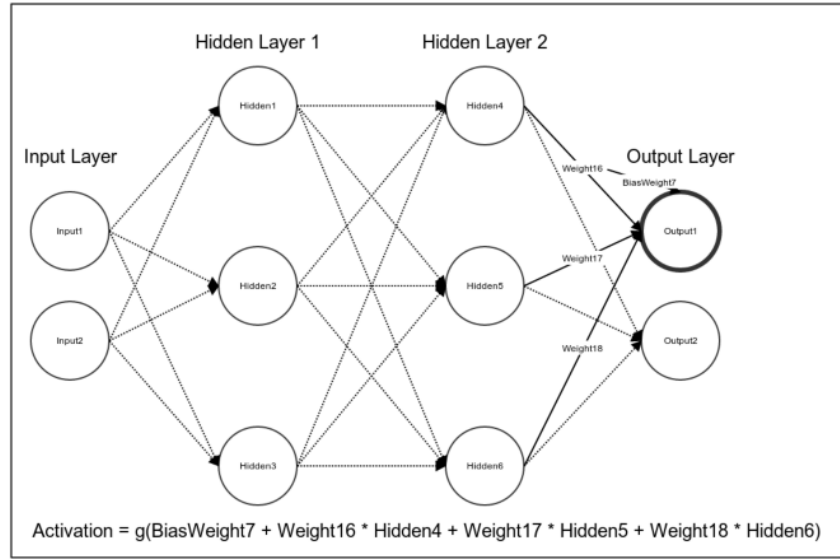 Hidden Layer 1
Hidden Layer 2
Input Layer
Output Layer
Hidden1
Hidden4
Weight16
BiasWeight7
Input1
Output1
Weight17
Hidden2
Hidden5
Input2
Output2
Weight18
Hidden3
Hidden6
Activation = g(BiasWeight7 + Weight16 * Hidden4 + Weight17 * Hidden5 + Weight18 * Hidden6)